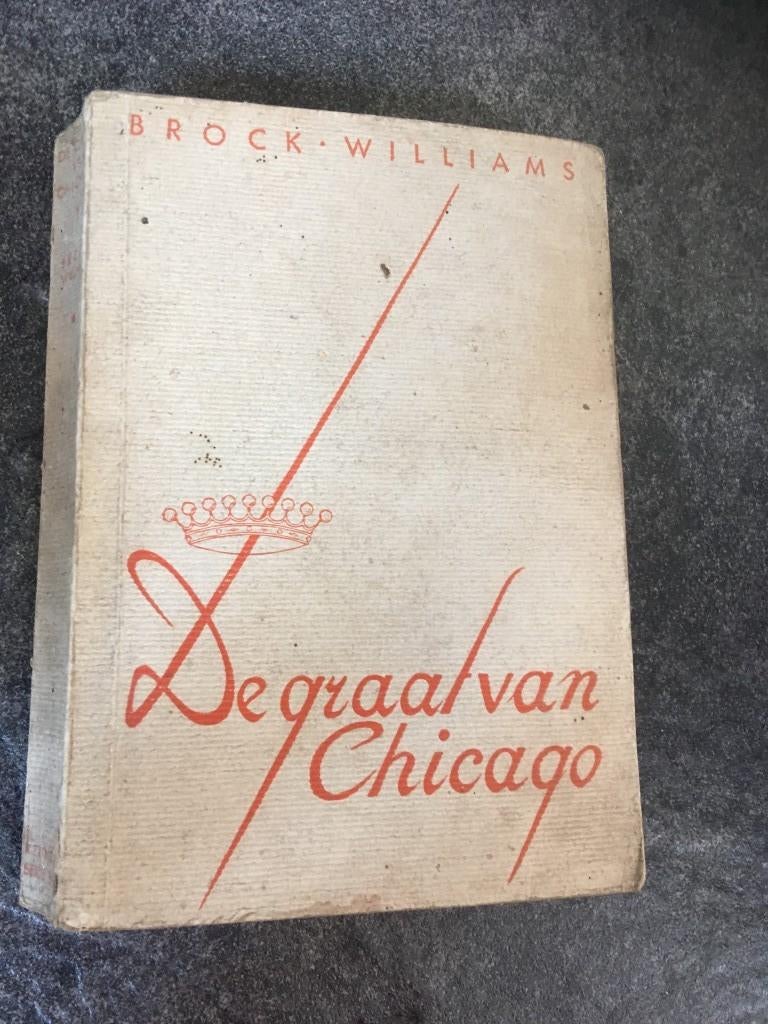 BROCK · WILLIAMS
De graaf van
Chicago